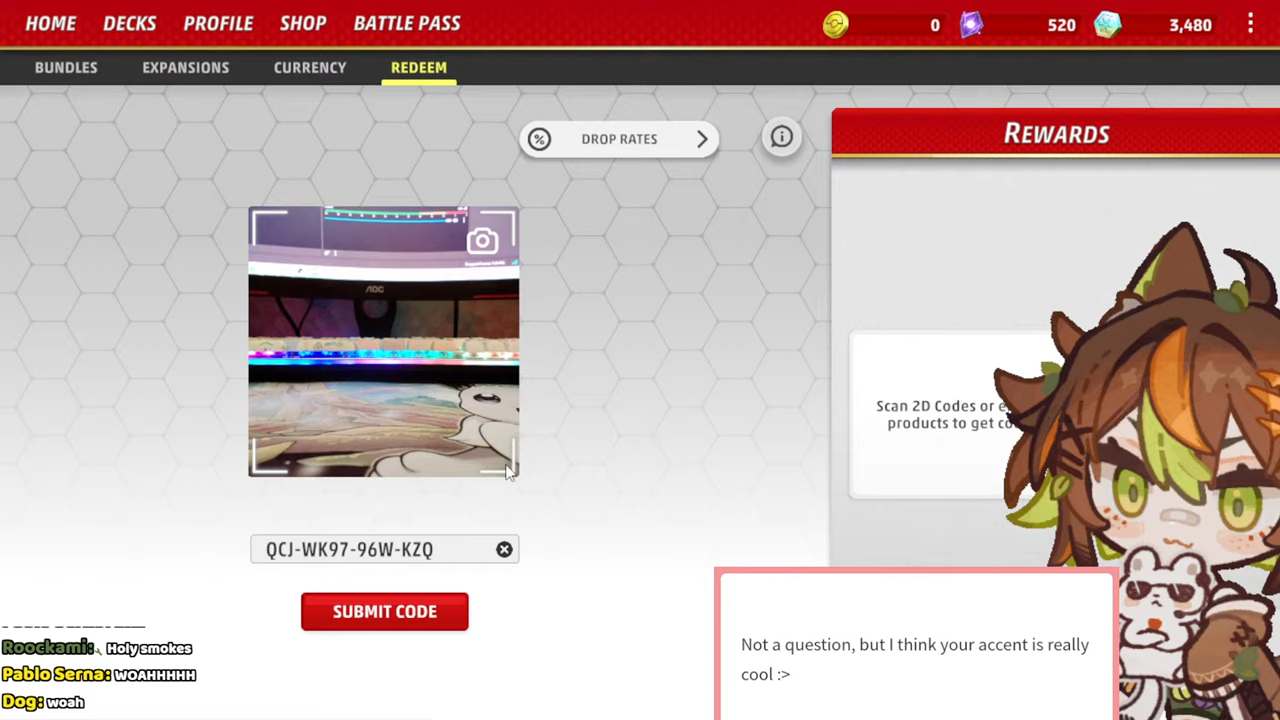 HOME DECKS PROFILE SHOP BATTLE PASS 0 520 3,480
BUNDLES EXPANSIONS CURRENCY REDEEM
% DROP RATES
REWARDS
AOC
Scan 2D Codes or
products to get
QCJ-WK97-96W-KZQ
SUBMIT CODE
Roockami: Holy smokes
Pablo Serna: WOAHHHHH
Dog: woah
Not a question, but I think your accent is really
cool :>